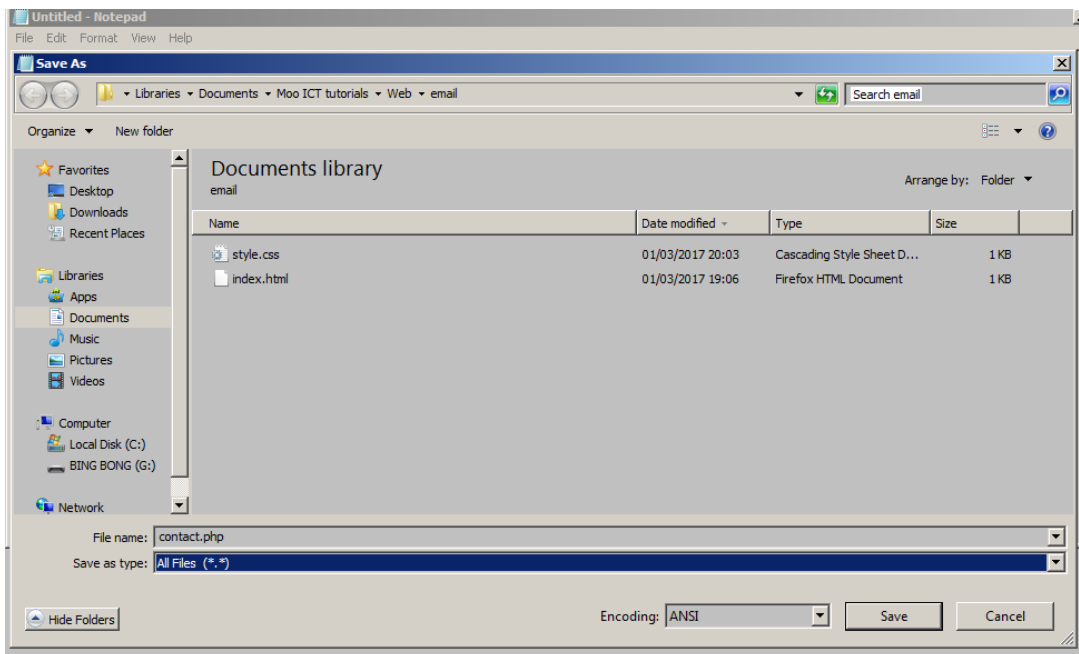 Untitled - Notepad
File Edit Format View Help
Save As
Libraries Documents Moo ICT tutorials Web email
Search email
Organize New folder
Favorites
Desktop
Downloads
Recent Places
Libraries
Apps
Documents
Music
Pictures
Videos
Computer
Local Disk (C:)
BING BONG (G:)
Network
Documents library
email
Arrange by: Folder
Name Date modified Type Size
style.css 01/03/2017 20:03 Cascading Style Sheet D... 1 KB
index.html 01/03/2017 19:06 Firefox HTML Document 1 KB
File name: contact.php
Save as type: All Files (*.*)
Hide Folders Encoding: ANSI Save Cancel